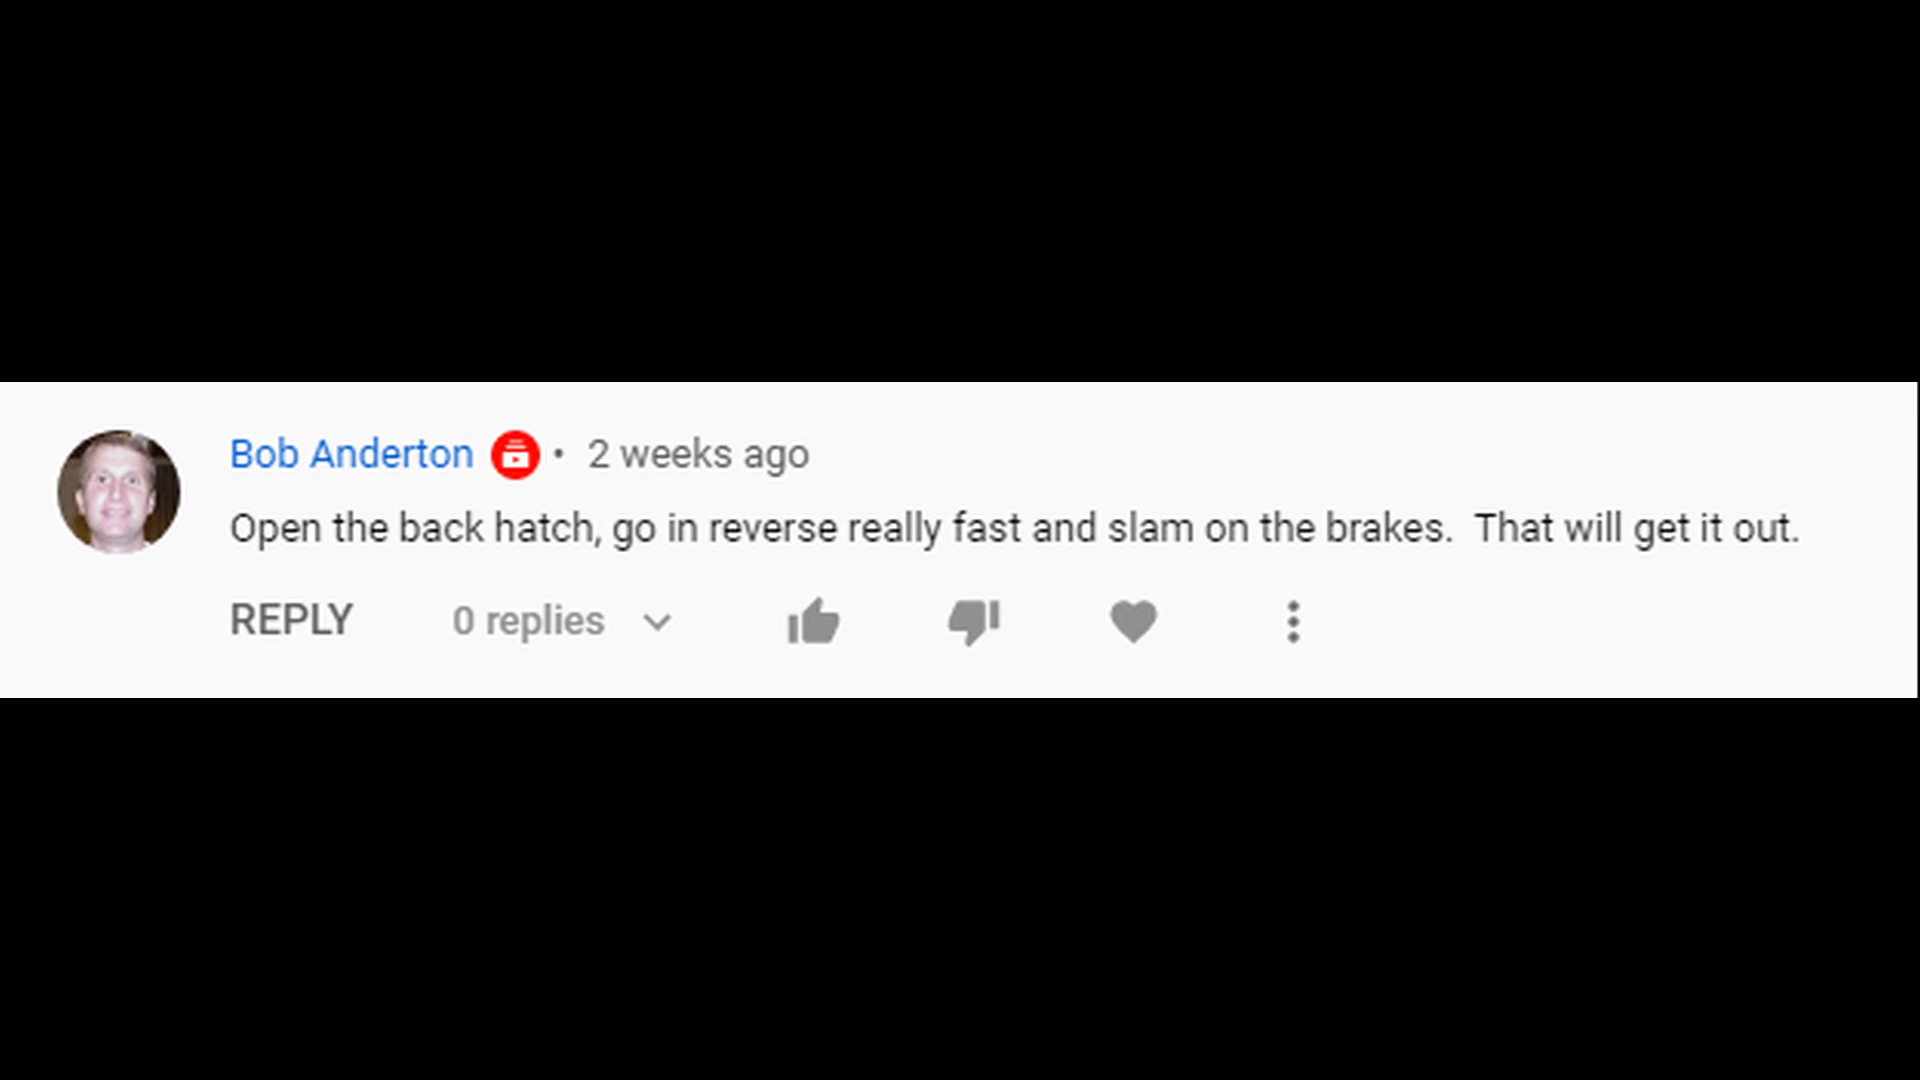 Bob Anderton • 2 weeks ago
Open the back hatch, go in reverse really fast and slam on the brakes.  That will get it out.
REPLY 0 replies